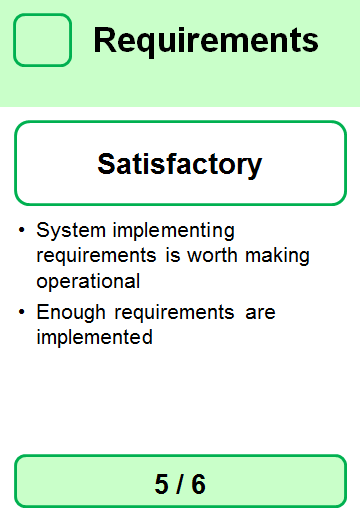 Requirements
Satisfactory
• System implementing
requirements is worth making
operational
• Enough requirements are
implemented
5 / 6